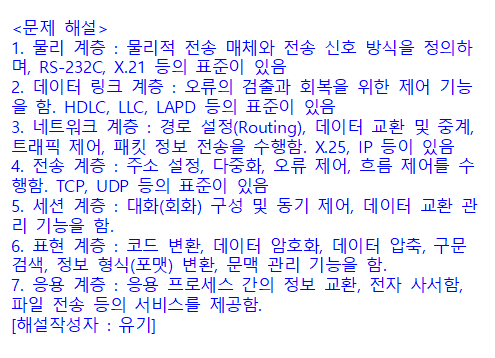 <문제 해설>
1. 물리 계층 : 물리적 전송 매체와 전송 신호 방식을 정의하
며, RS-232C, X.21 등의 표준이 있음
2. 데이터 링크 계층 : 오류의 검출과 회복을 위한 제어 기능
을 함. HDLC, LLC, LAPD 등의 표준이 있음
3. 네트워크 계층 : 경로 설정(Routing), 데이터 교환 및 중계,
트래픽 제어, 패킷 정보 전송을 수행함. X.25, IP 등이 있음
4. 전송 계층 : 주소 설정, 다중화, 오류 제어, 흐름 제어를 수
행함. TCP, UDP 등의 표준이 있음
5. 세션 계층 : 대화(회화) 구성 및 동기 제어, 데이터 교환 관
리 기능을 함.
6. 표현 계층 : 코드 변환, 데이터 암호화, 데이터 압축, 구문
검색, 정보 형식(포맷) 변환, 문맥 관리 기능을 함.
7. 응용 계층 : 응용 프로세스 간의 정보 교환, 전자 사서함,
파일 전송 등의 서비스를 제공함.
[해설작성자 : 유기]